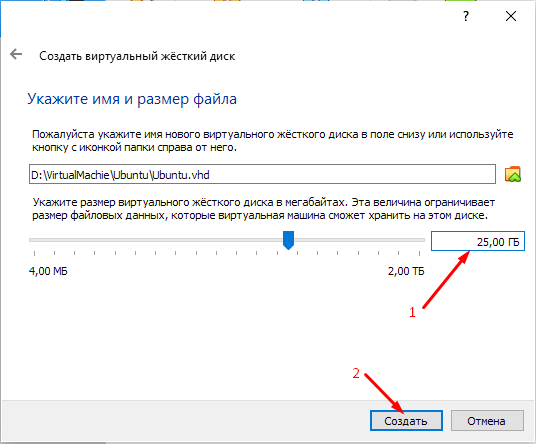 ?
Создать виртуальный жёсткий диск
Укажите имя и размер файла
Пожалуйста укажите имя нового виртуального жёсткого диска в поле снизу или используйте
кнопку с иконкой папки справа от него.
D:\VirtualMachie\Ubuntu\Ubuntu.vhd
Укажите размер виртуального жёсткого диска в мегабайтах. Эта величина ограничивает
размер файловых данных, которые виртуальная машина сможет хранить на этом диске.
25,00 ГБ
4,00 МБ 2,00 ТБ
1
2
Создать Отмена